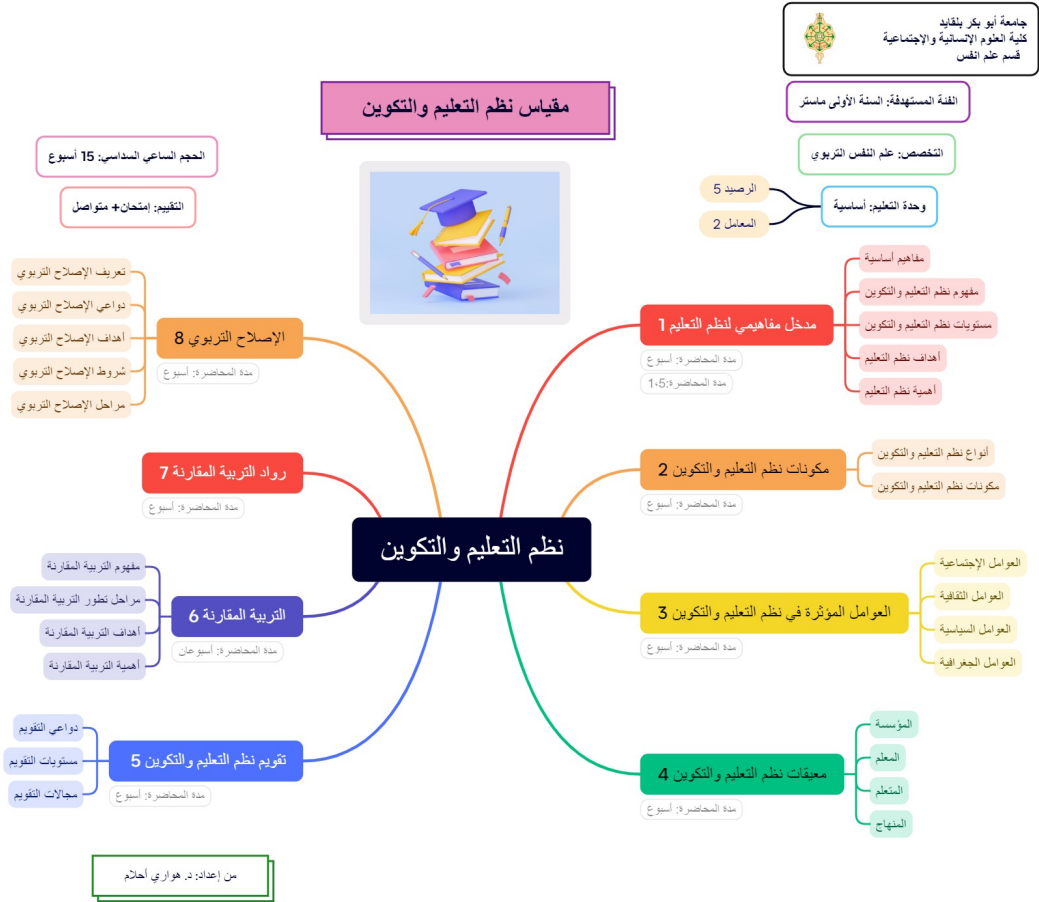 جامعة أبو بكر بلقايد
كلية العلوم الإنسانية والإجتماعية
قسم علم انفس
الفئة المستهدفة: السنة الأولى ماستر
التخصص: علم النفس التربوي
وحدة التعليم: أساسية
الرصيد 5
المعامل 2
مقياس نظم التعليم والتكوين
الحجم الساعي السداسي: 15 أسبوع
التقييم: إمتحان+ متواصل
نظم التعليم والتكوين
مدخل مفاهيمي لنظم التعليم 1
مدة المحاضرة: أسبوع
مدة المحاضرة:1،5
مفاهيم أساسية
مفهوم نظم التعليم والتكوين
مستويات نظم التعليم والتكوين
أهداف نظم التعليم
أهمية نظم التعليم
مكونات نظم التعليم والتكوين 2
مدة المحاضرة: أسبوع
أنواع نظم التعليم والتكوين
مكونات نظم التعليم والتكوين
العوامل المؤثرة في نظم التعليم والتكوين 3
مدة المحاضرة: أسبوع
العوامل الإجتماعية
العوامل الثقافية
العوامل السياسية
العوامل الجغرافية
معيقات نظم التعليم والتكوين 4
مدة المحاضرة: أسبوع
المؤسسة
المعلم
المتعلم
المنهاج
تقويم نظم التعليم والتكوين 5
مدة المحاضرة: أسبوع
دواعي التقويم
مستويات التقويم
مجالات التقويم
التربية المقارنة 6
مدة المحاضرة: أسبوعان
مفهوم التربية المقارنة
مراحل تطور التربية المقارنة
أهداف التربية المقارنة
أهمية التربية المقارنة
رواد التربية المقارنة 7
مدة المحاضرة: أسبوع
الإصلاح التربوي 8
مدة المحاضرة: أسبوع
تعريف الإصلاح التربوي
دواعي الإصلاح التربوي
أهداف الإصلاح التربوي
شروط الإصلاح التربوي
مراحل الإصلاح التربوي
من إعداد: د. هواري أحلام